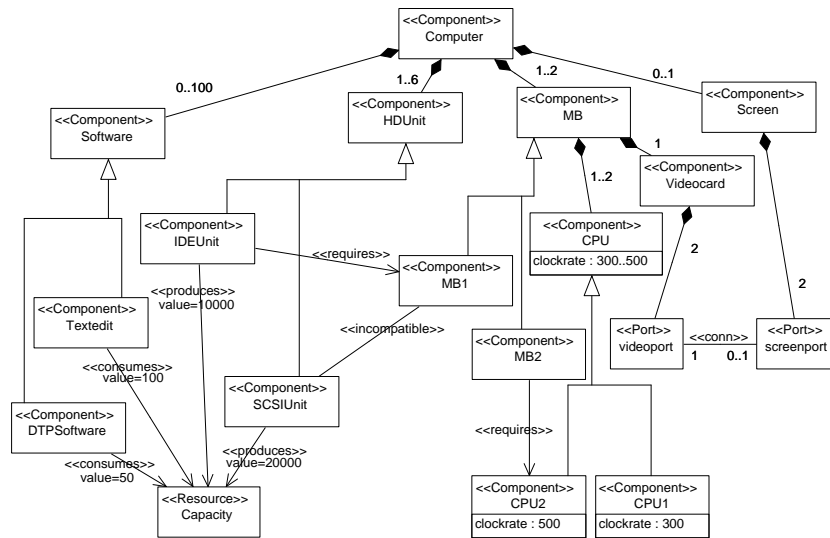 <<Component>>
Computer
0..100
1..6
1..2
0..1
<<Component>>
Software
<<Component>>
HDUnit
<<Component>>
MB
<<Component>>
Screen
1
1..2
<<Component>>
Videocard
<<Component>>
IDEUnit
<<requires>>
<<Component>>
CPU
clockrate : 300..500
2
<<Component>>
MB1
<<produces>>
value=10000
2
<<Component>>
Textedit
<<incompatible>>
<<Port>>
videoport
<<conn>>
1
0..1
<<Port>>
screenport
<<Component>>
MB2
<<consumes>>
value=100
<<Component>>
SCSIUnit
<<Component>>
DTPSoftware
<<requires>>
<<produces>>
value=20000
<<consumes>>
value=50
<<Resource>>
Capacity
<<Component>>
CPU2
clockrate : 500
<<Component>>
CPU1
clockrate : 300